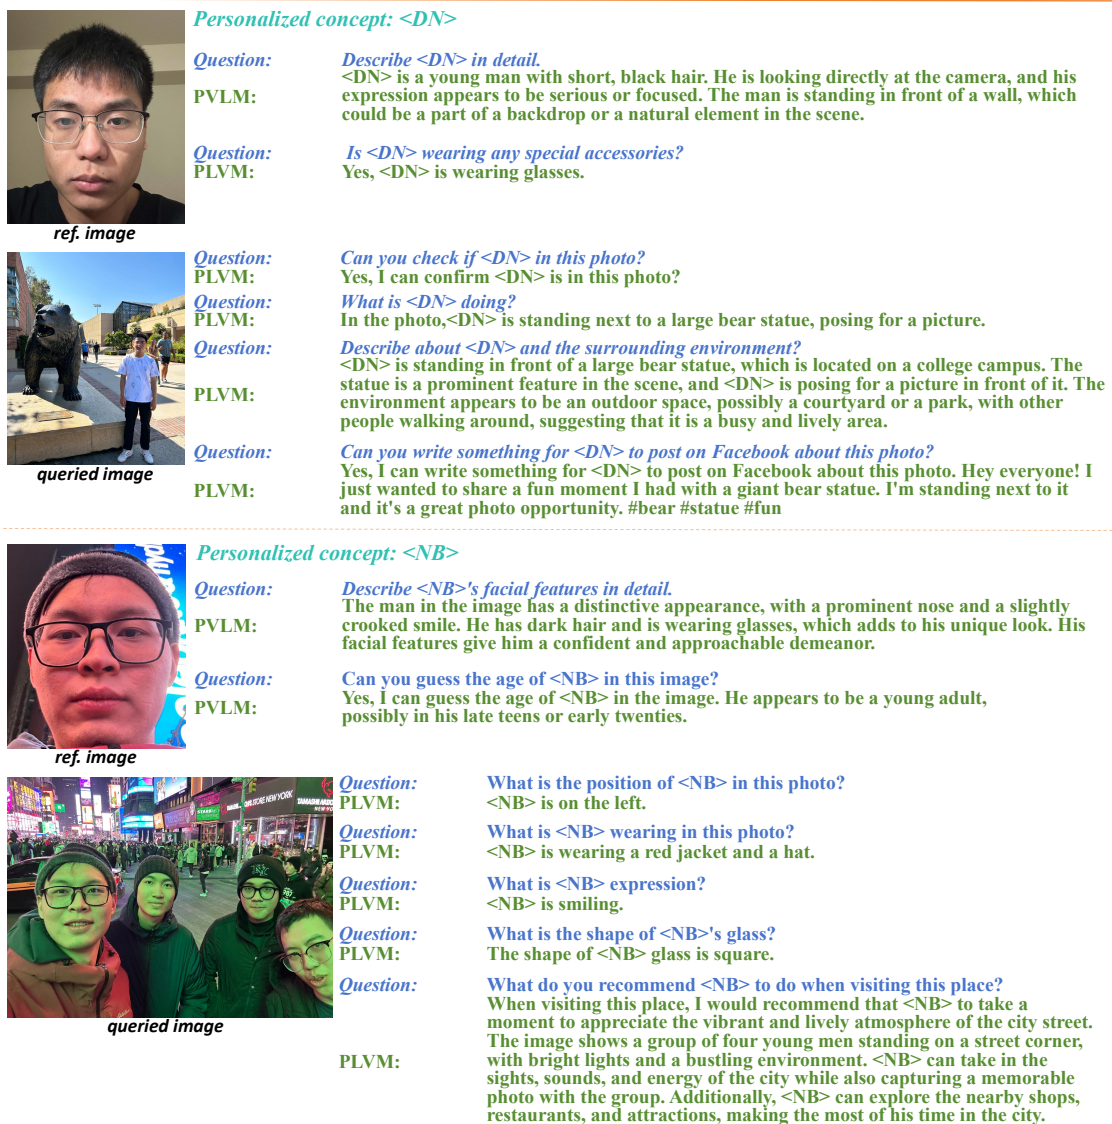 Personalized concept: <DN>
Question: Describe <DN> in detail.
PVLM: <DN> is a young man with short, black hair. He is looking directly at the camera, and his
expression appears to be serious or focused. The man is standing in front of a wall, which
could be a part of a backdrop or a natural element in the scene.
Question: Is <DN> wearing any special accessories?
PLVM: Yes, <DN> is wearing glasses.
ref. image
Question: Can you check if <DN> in this photo?
PLVM: Yes, I can confirm <DN> is in this photo?
Question: What is <DN> doing?
PLVM: In the photo,<DN> is standing next to a large bear statue, posing for a picture.
Question: Describe about <DN> and the surrounding environment?
PLVM: <DN> is standing in front of a large bear statue, which is located on a college campus. The
statue is a prominent feature in the scene, and <DN> is posing for a picture in front of it. The
environment appears to be an outdoor space, possibly a courtyard or a park, with other
people walking around, suggesting that it is a busy and lively area.
Question: Can you write something for <DN> to post on Facebook about this photo?
PLVM: Yes, I can write something for <DN> to post on Facebook about this photo. Hey everyone! I
just wanted to share a fun moment I had with a giant bear statue. I'm standing next to it
and it's a great photo opportunity. #bear #statue #fun
queried image
Personalized concept: <NB>
Question: Describe <NB>'s facial features in detail.
PVLM: The man in the image has a distinctive appearance, with a prominent nose and a slightly
crooked smile. He has dark hair and is wearing glasses, which adds to his unique look. His
facial features give him a confident and approachable demeanor.
Question: Can you guess the age of <NB> in this image?
PVLM: Yes, I can guess the age of <NB> in the image. He appears to be a young adult,
possibly in his late teens or early twenties.
ref. image
Question: What is the position of <NB> in this photo?
PLVM: <NB> is on the left.
Question: What is <NB> wearing in this photo?
PLVM: <NB> is wearing a red jacket and a hat.
Question: What is <NB> expression?
PLVM: <NB> is smiling.
Question: What is the shape of <NB>'s glass?
PLVM: The shape of <NB> glass is square.
Question: What do you recommend <NB> to do when visiting this place?
PLVM: When visiting this place, I would recommend that <NB> to take a
moment to appreciate the vibrant and lively atmosphere of the city street.
The image shows a group of four young men standing on a street corner,
with bright lights and a bustling environment. <NB> can take in the
sights, sounds, and energy of the city while also capturing a memorable
photo with the group. Additionally, <NB> can explore the nearby shops,
restaurants, and attractions, making the most of his time in the city.
queried image
STORE NEW YORK